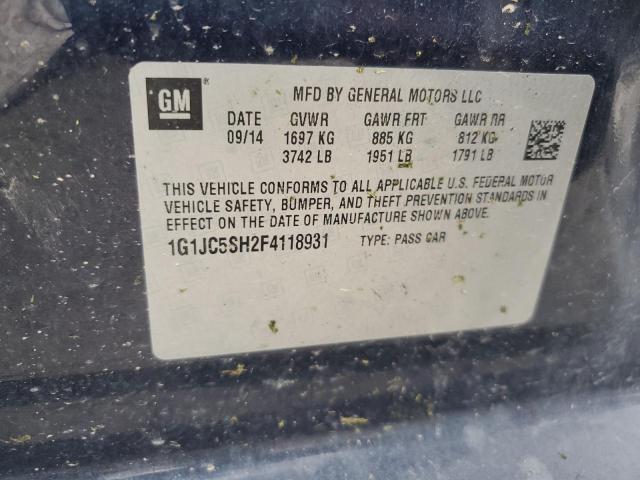 GM ® MFD BY GENERAL MOTORS LLC
DATE GVWR GAWR FRT GAWR RR
09/14 1697 KG 885 KG 812 KG
3742 LB 1951 LB 1791 LB
THIS VEHICLE CONFORMS TO ALL APPLICABLE U.S. FEDERAL MOTOR
VEHICLE SAFETY, BUMPER, AND THEFT PREVENTION STANDARDS IN
EFFECT ON THE DATE OF MANUFACTURE SHOWN ABOVE.
1G1JC5SH2F4118931 TYPE: PASS CAR